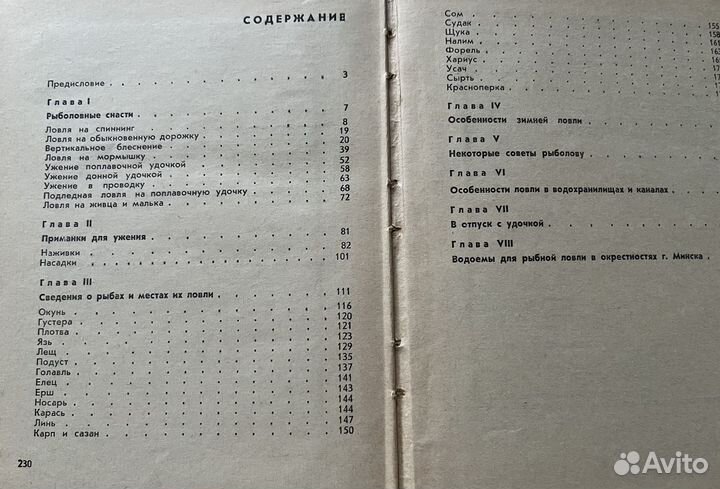 СОДЕРЖАНИЕ
Предисловие 3
Глава I
Рыболовные снасти 7
Ловля на спиннинг 8
Ловля на обыкновенную дорожку 19
Вертикальное блеснение 20
Ловля на мормышку 39
Ужение поплавочной удочкой 52
Ужение донной удочкой 58
Ужение в проводку 63
Подледная ловля на поплавочную удочку 68
Ловля на живца и малька 72
Глава II
Приманки для ужения 81
Наживки 82
Насадки 101
Глава III
Сведения о рыбах и местах их ловли 111
Окунь 116
Густера 120
Плотва 121
Язь 123
Лещ 129
Подуст 135
Голавль 137
Елец 141
Ерш 143
Носарь 144
Карась 144
Линь 147
Карп и сазан 150
230
Сом
Судак 155
Щука 158
Налим
Форель
Хариус
Усач
Сырть
Красноперка
Глава IV
Особенности зимней ловли
Глава V
Некоторые советы рыболову
Глава VI
Особенности ловли в водохранилищах и каналах
Глава VII
В отпуск с удочкой
Глава VIII
Водоемы для рыбной ловли в окрестностях г. Минска
Avito